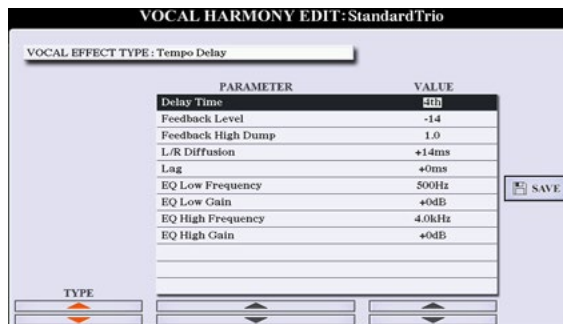 VOCAL HARMONY EDIT: StandardTrio
VOCAL EFFECT TYPE : Tempo Delay
PARAMETER VALUE
Delay Time 4th
Feedback Level -14
Feedback High Dump 1.0
L/R Diffusion +14ms
Lag +0ms
EQ Low Frequency 500Hz
EQ Low Gain +0dB
EQ High Frequency 4.0kHz
EQ High Gain +0dB
SAVE
TYPE